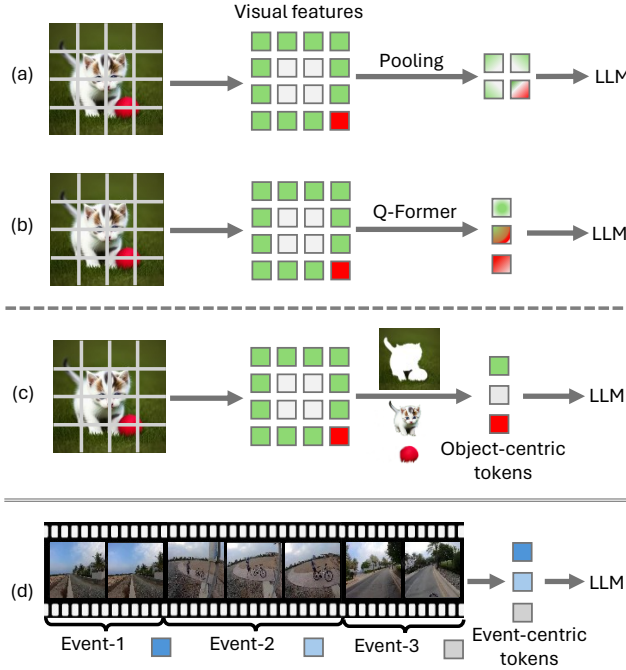 Visual features
(a)
Pooling
LLM
(b)
Q-Former
LLM
(c)
LLM
Object-centric
tokens
(d)
LLM
Event-1
Event-2
Event-3
Event-centric
tokens